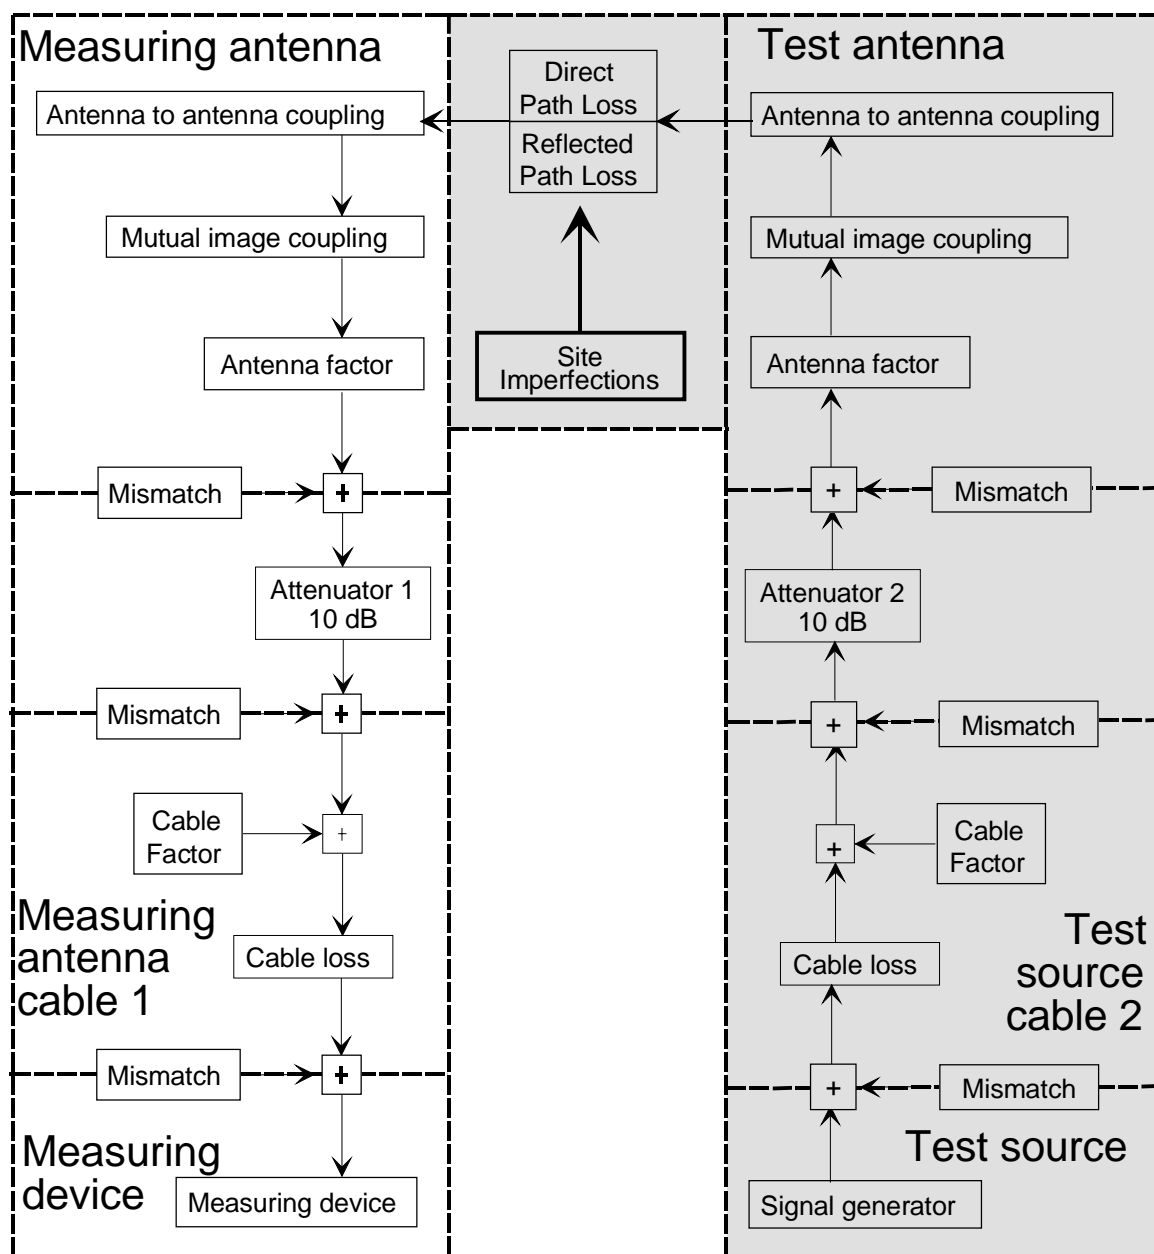 Measuring antenna
Antenna to antenna coupling
Mutual image coupling
Antenna factor
Mismatch
+
Attenuator 1
10 dB
Mismatch
+
Cable
Factor
+
Measuring
antenna
cable 1
Cable loss
Mismatch
+
Measuring
device
Measuring device
Direct
Path Loss
Reflected
Path Loss
Site
Imperfections
Test antenna
Antenna to antenna coupling
Mutual image coupling
Antenna factor
+
Mismatch
Attenuator 2
10 dB
+
Mismatch
+
Cable
Factor
Cable loss
Test
source
cable 2
+
Mismatch
Test source
Signal generator